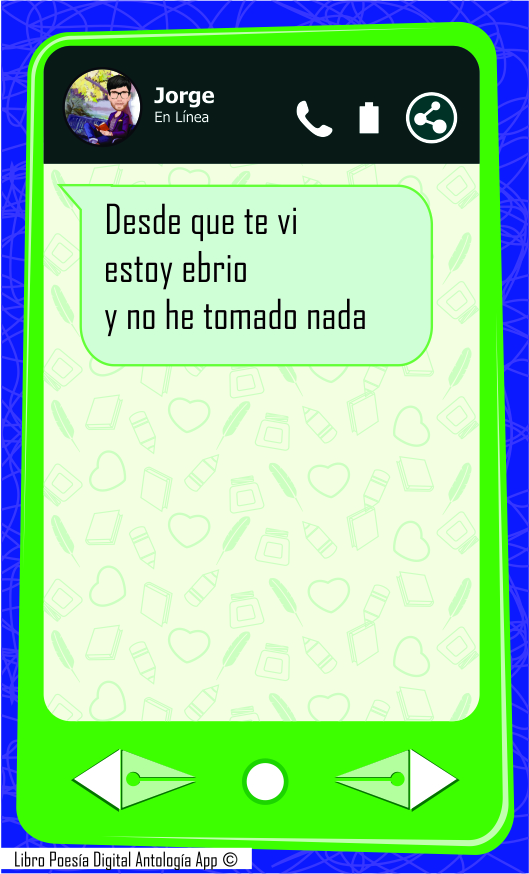 Jorge
En Línea
Desde que te vi
estoy ebrio
y no he tomado nada
Libro Poesía Digital Antología App ©